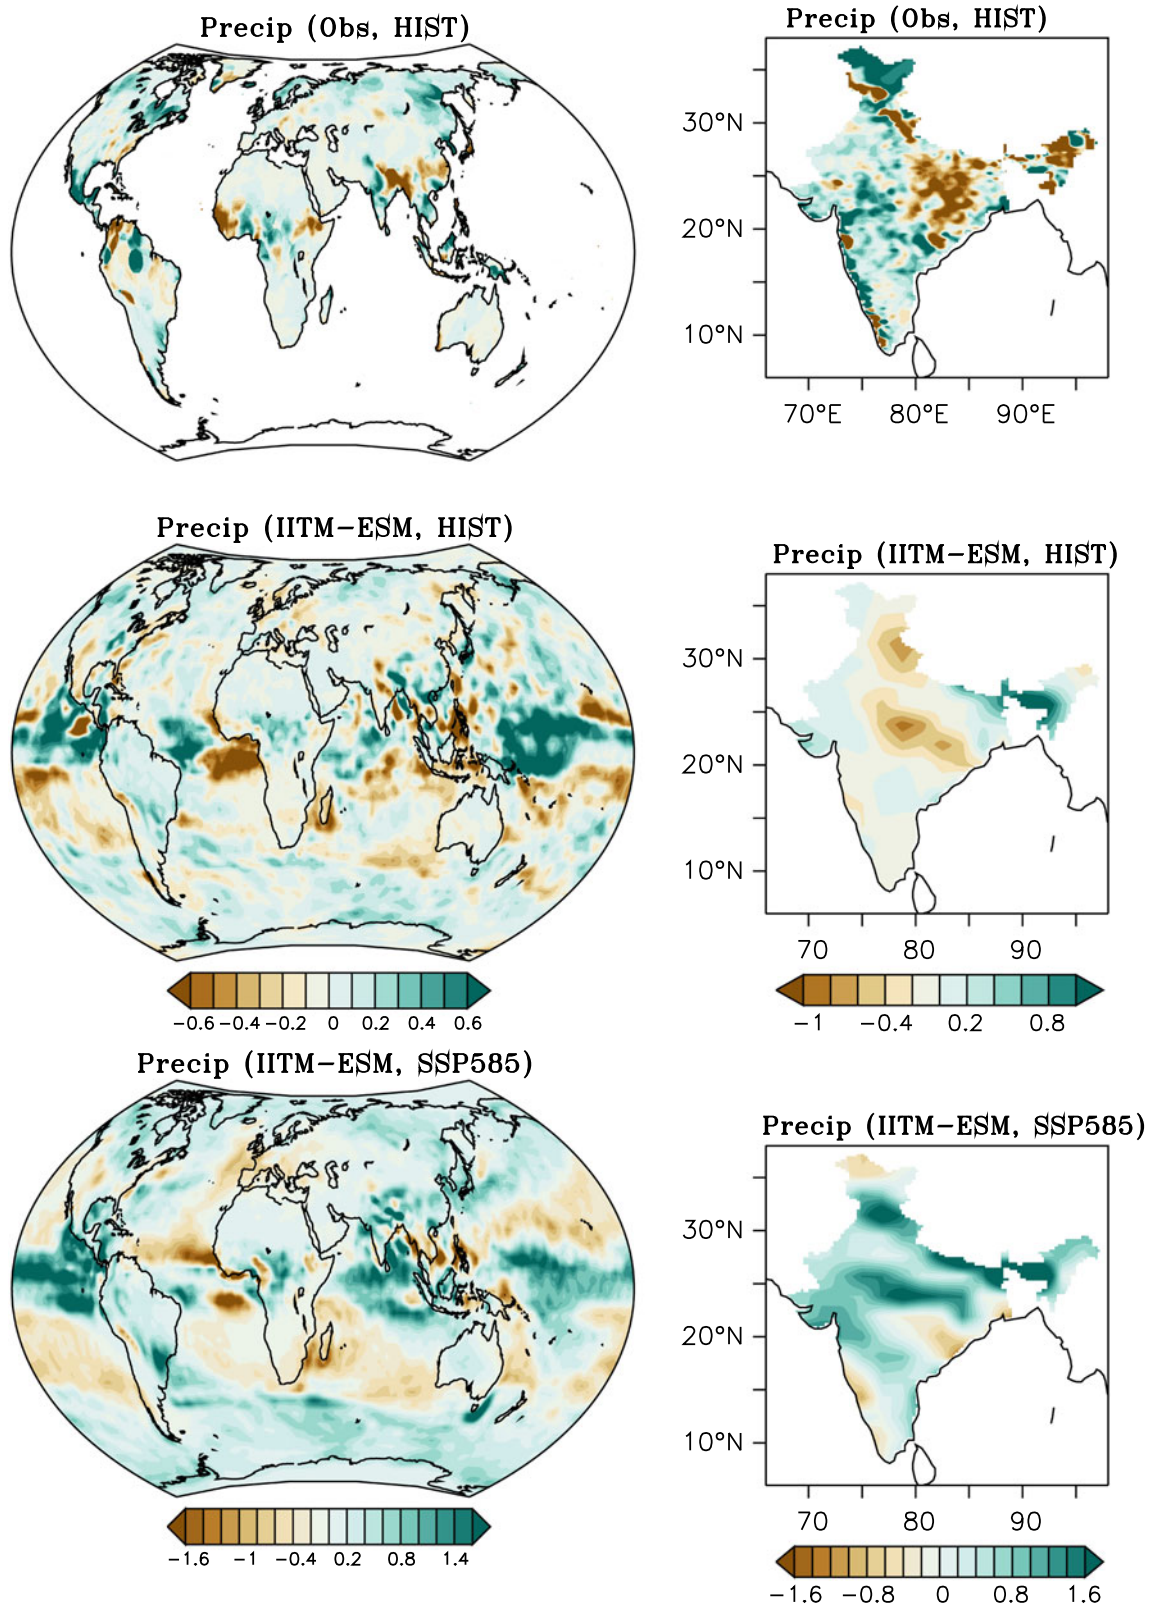 Precip (Obs, HIST)
Precip (Obs, HIST)
30°N
20°N
10°N
70°E 80°E 90°E
Precip (IITM-ESM, HIST)
Precip (IITM-ESM, HIST)
30°N
20°N
10°N
70 80 90
-0.6 -0.4 -0.2 0 0.2 0.4 0.6
-1 -0.4 0.2 0.8
Precip (IITM-ESM, SSP585)
Precip (IITM-ESM, SSP585)
30°N
20°N
10°N
70 80 90
-1.6 -1 -0.4 0.2 0.8 1.4
-1.6 -0.8 0 0.8 1.6